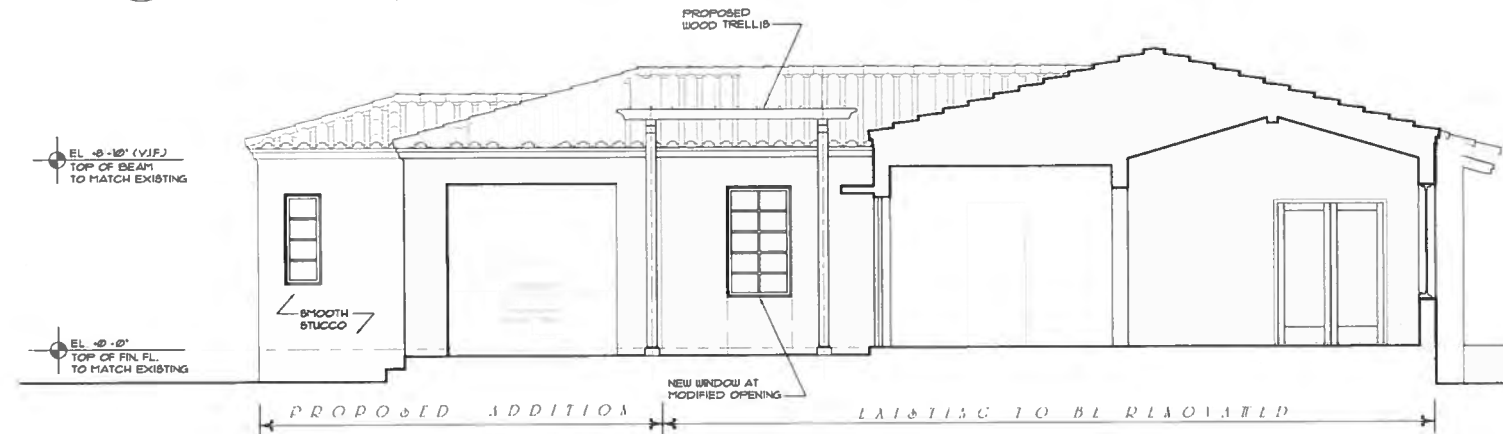 PROPOSED
WOOD TRELLIS
EL. +8'-10" (V.I.F.)
TOP OF BEAM
TO MATCH EXISTING
SMOOTH
STUCCO
EL. +0'-0"
TOP OF FIN. FL.
TO MATCH EXISTING
NEW WINDOW AT
MODIFIED OPENING
PROPOSED ADDITION
EXISTING TO BE RENOVATED